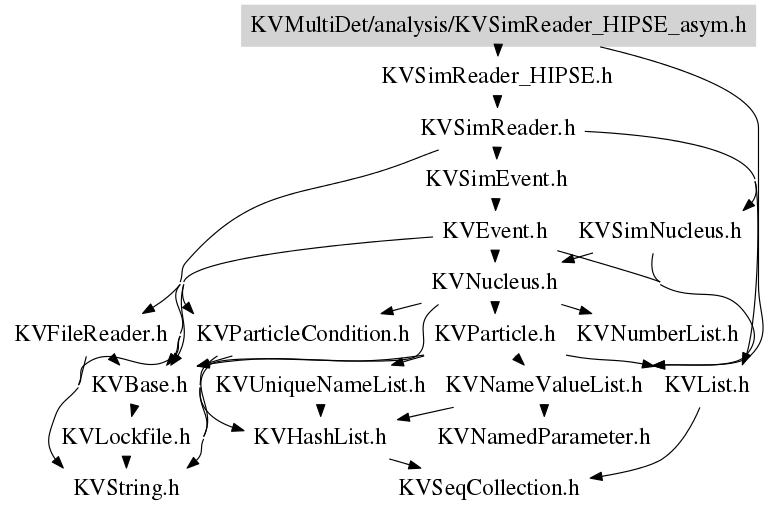 KVMultiDet/analysis/KVSimReader_HIPSE_asym.h
KVSimReader_HIPSE.h
KVSimReader.h
KVSimEvent.h
KVEvent.h
KVSimNucleus.h
KVNucleus.h
KVFileReader.h
KVParticleCondition.h
KVParticle.h
KVNumberList.h
KVBase.h
KVUniqueNameList.h
KVNameValueList.h
KVList.h
KVLockfile.h
KVHashList.h
KVNamedParameter.h
KVString.h
KVSeqCollection.h